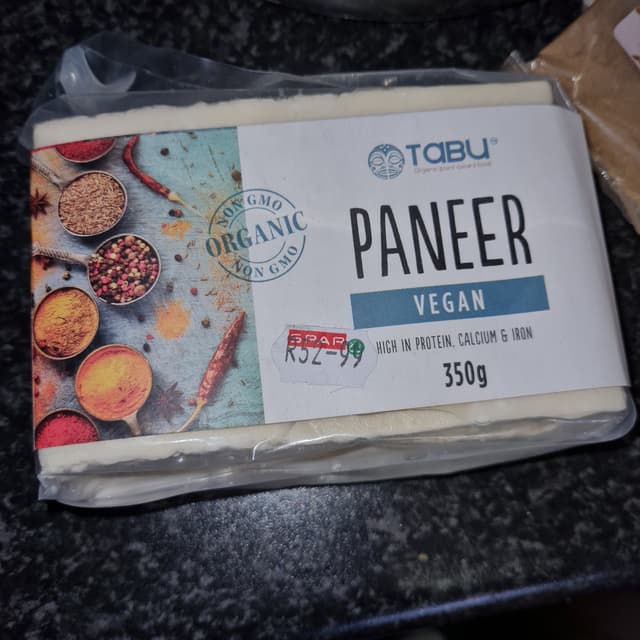 TABU
Organic plant based food
PANEER
VEGAN
HIGH IN PROTEIN, CALCIUM & IRON
350g
NON GMO
ORGANIC
NON GMO
SPAR
R52-99